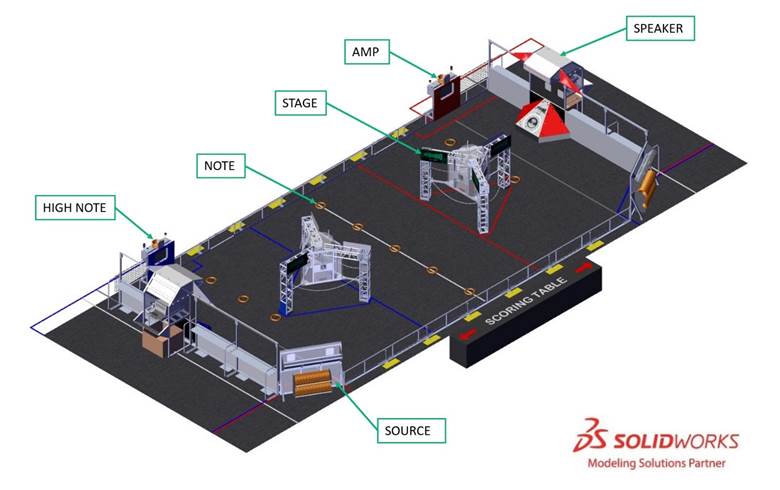 SPEAKER
AMP
STAGE
NOTE
HIGH NOTE
SCORING TABLE
SOURCE
SOLIDWORKS
Modeling Solutions Partner